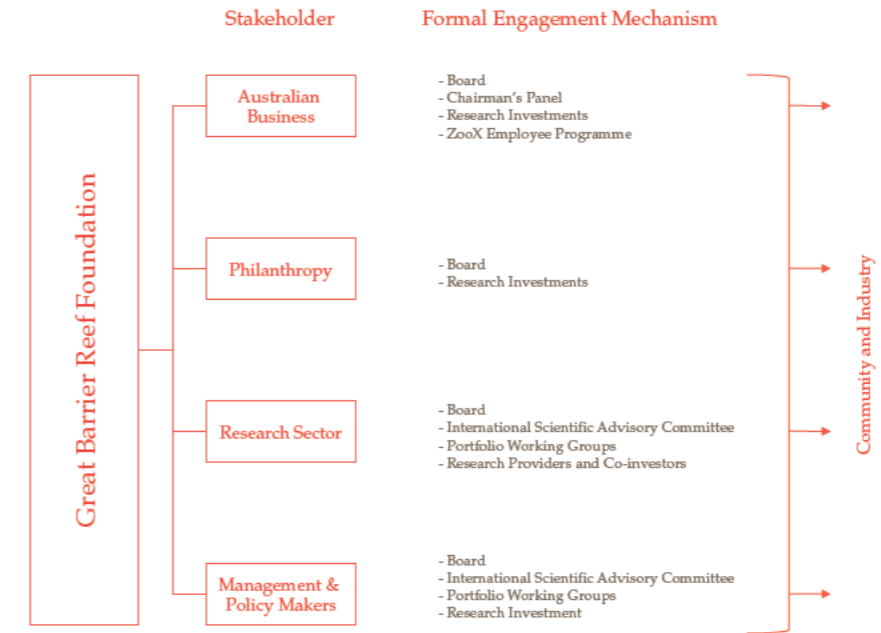 Stakeholder
Formal Engagement Mechanism
Great Barrier Reef Foundation
Australian
Business
- Board
- Chairman's Panel
- Research Investments
- ZooX Employee Programme
Philanthropy
- Board
- Research Investments
Research Sector
- Board
- International Scientific Advisory Committee
- Portfolio Working Groups
- Research Providers and Co-investors
Management &
Policy Makers
- Board
- International Scientific Advisory Committee
- Portfolio Working Groups
- Research Investment
Community and Industry